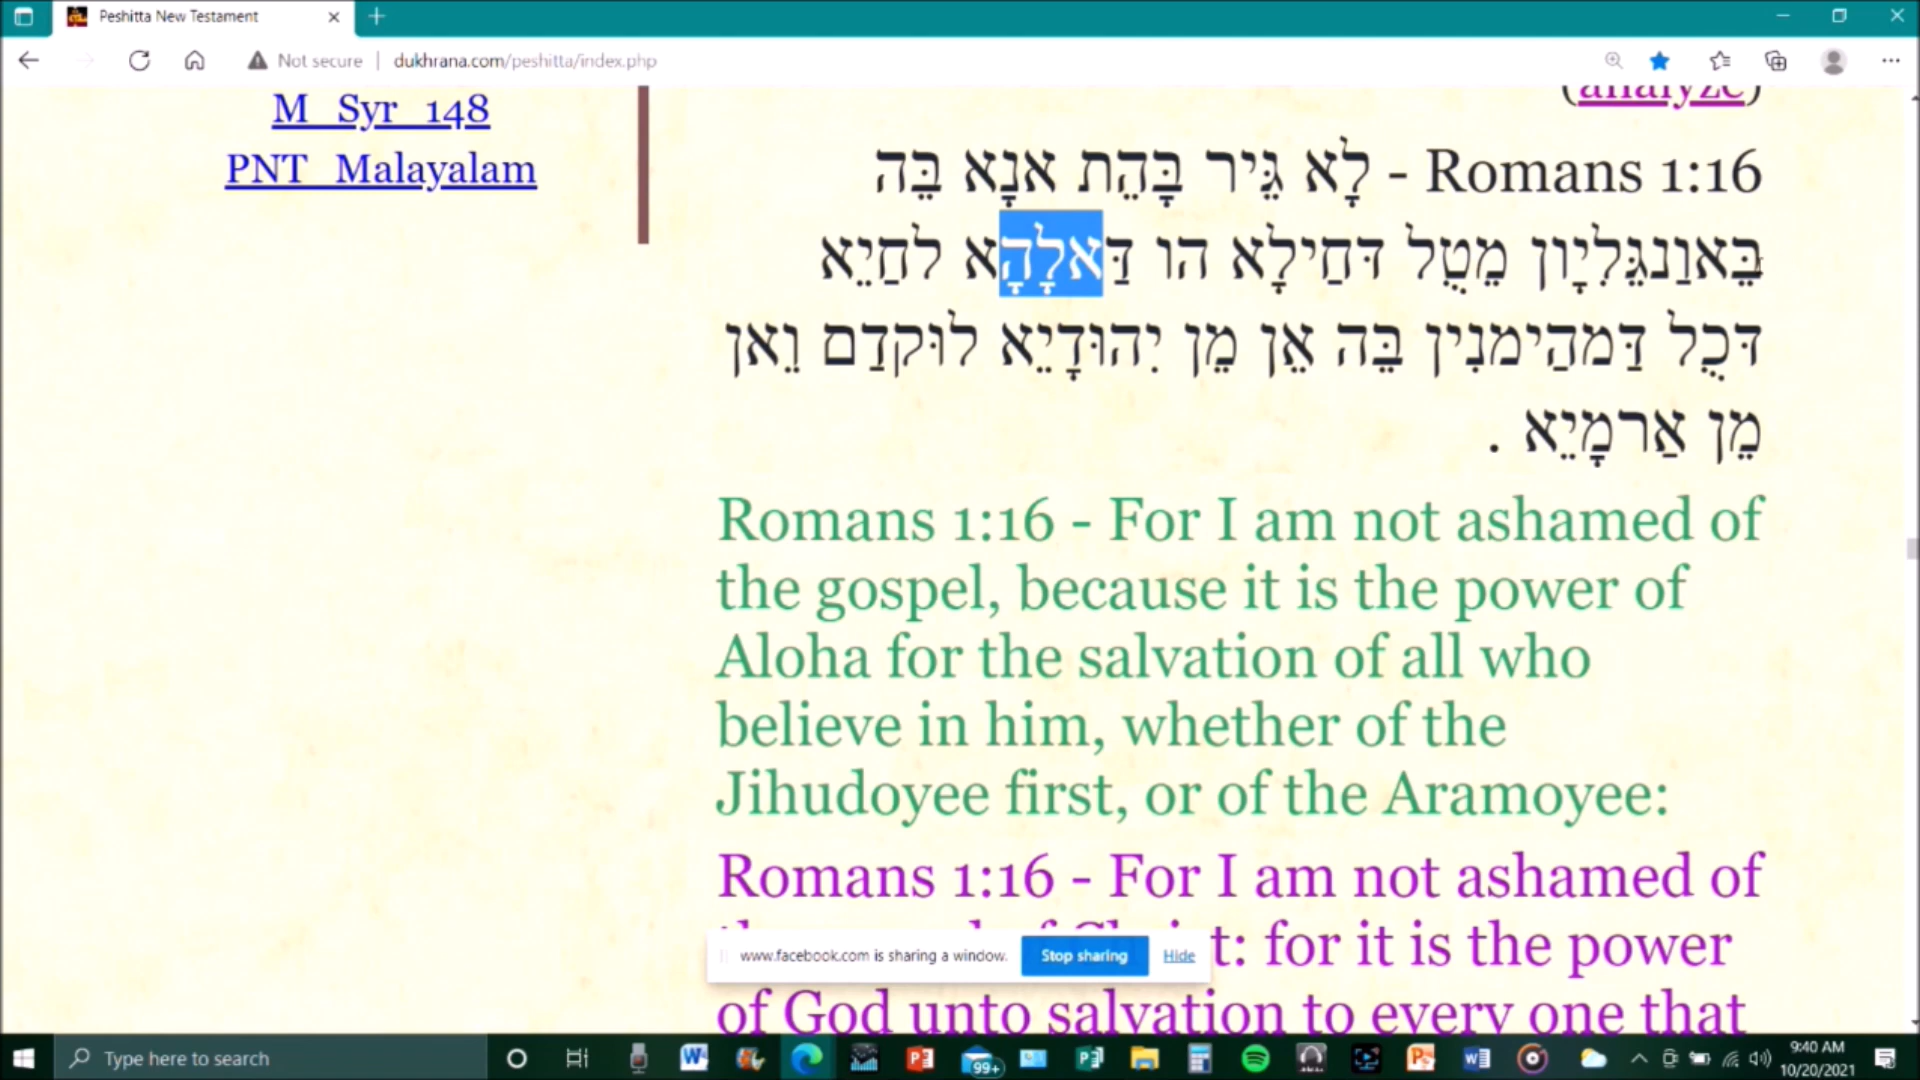 Peshitta New Testament
Not secure | dukhrana.com/peshitta/index.php
M_Syr_148
PNT_Malayalam
(analyze)
Romans 1:16 - לָא גֵּיר בָּהֵת אנָא בֵּה
בֵּאוַנגֵּלִיָון מֵטֻל דּחַילָא הו דַּאלָהָא לחַיֵא
דּכֻל דַּמהַימנִין בֵּה אֵן מֵן יִהוּדָיֵא לוּקדַם וֵאן
מֵן אַרמָיֵא .
Romans 1:16 - For I am not ashamed of
the gospel, because it is the power of
Aloha for the salvation of all who
believe in him, whether of the
Jihudoyee first, or of the Aramoyee:
Romans 1:16 - For I am not ashamed of
t: for it is the power
www.facebook.com is sharing a window. Stop sharing Hide
of God unto salvation to every one that
Type here to search
99+
9:40 AM
10/20/2021